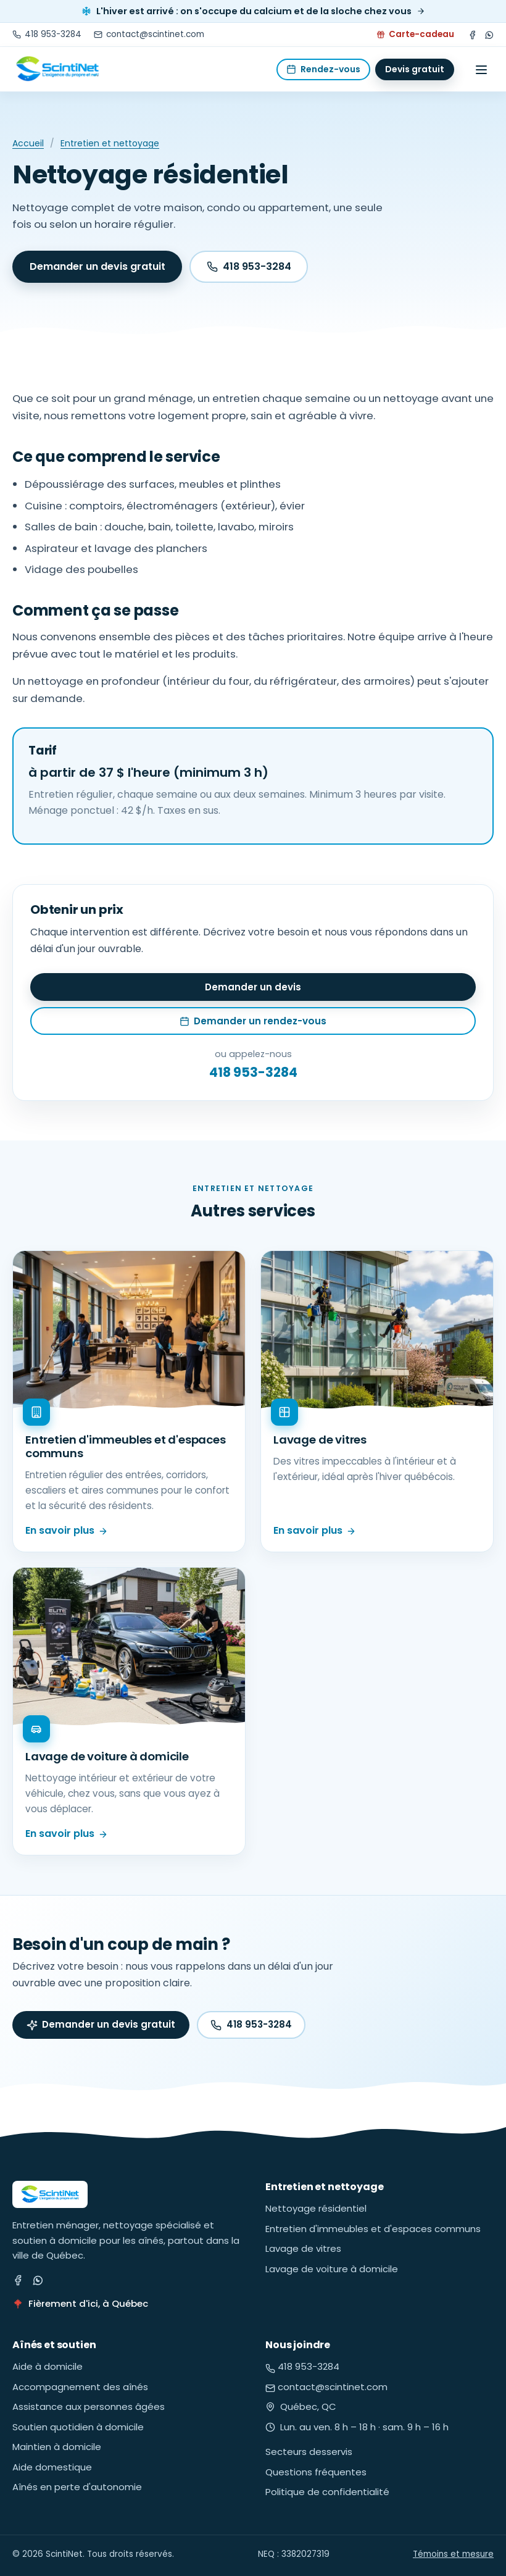 L'hiver est arrivé : on s'occupe du calcium et de la sloche chez vous →
418 953-3284 contact@scintinet.com Carte-cadeau
ScintiNet Rendez-vous Devis gratuit
Accueil / Entretien et nettoyage
Nettoyage résidentiel
Nettoyage complet de votre maison, condo ou appartement, une seule
fois ou selon un horaire régulier.
Demander un devis gratuit 418 953-3284
Que ce soit pour un grand ménage, un entretien chaque semaine ou un nettoyage avant une
visite, nous remettons votre logement propre, sain et agréable à vivre.
Ce que comprend le service
• Dépoussiérage des surfaces, meubles et plinthes
• Cuisine : comptoirs, électroménagers (extérieur), évier
• Salles de bain : douche, bain, toilette, lavabo, miroirs
• Aspirateur et lavage des planchers
• Vidage des poubelles
Comment ça se passe
Nous convenons ensemble des pièces et des tâches prioritaires. Notre équipe arrive à l'heure
prévue avec tout le matériel et les produits.
Un nettoyage en profondeur (intérieur du four, du réfrigérateur, des armoires) peut s'ajouter
sur demande.
Tarif
à partir de 37 $ l'heure (minimum 3 h)
Entretien régulier, chaque semaine ou aux deux semaines. Minimum 3 heures par visite.
Ménage ponctuel : 42 $/h. Taxes en sus.
Obtenir un prix
Chaque intervention est différente. Décrivez votre besoin et nous vous répondons dans un
délai d'un jour ouvrable.
Demander un devis
Demander un rendez-vous
ou appelez-nous
418 953-3284
ENTRETIEN ET NETTOYAGE
Autres services
Entretien d'immeubles et d'espaces
communs
Entretien régulier des entrées, corridors,
escaliers et aires communes pour le confort
et la sécurité des résidents.
En savoir plus →
Lavage de vitres
Des vitres impeccables à l'intérieur et à
l'extérieur, idéal après l'hiver québécois.
En savoir plus →
ELITE
Lavage de voiture à domicile
Nettoyage intérieur et extérieur de votre
véhicule, chez vous, sans que vous ayez à
vous déplacer.
En savoir plus →
Besoin d'un coup de main ?
Décrivez votre besoin : nous vous rappelons dans un délai d'un jour
ouvrable avec une proposition claire.
Demander un devis gratuit 418 953-3284
ScintiNet
Entretien ménager, nettoyage spécialisé et
soutien à domicile pour les aînés, partout dans la
ville de Québec.
Fièrement d'ici, à Québec
Entretien et nettoyage
Nettoyage résidentiel
Entretien d'immeubles et d'espaces communs
Lavage de vitres
Lavage de voiture à domicile
Aînés et soutien
Aide à domicile
Accompagnement des aînés
Assistance aux personnes âgées
Soutien quotidien à domicile
Maintien à domicile
Aide domestique
Aînés en perte d'autonomie
Nous joindre
418 953-3284
contact@scintinet.com
Québec, QC
Lun. au ven. 8 h – 18 h · sam. 9 h – 16 h
Secteurs desservis
Questions fréquentes
Politique de confidentialité
© 2026 ScintiNet. Tous droits réservés. NEQ : 3382027319 Témoins et mesure